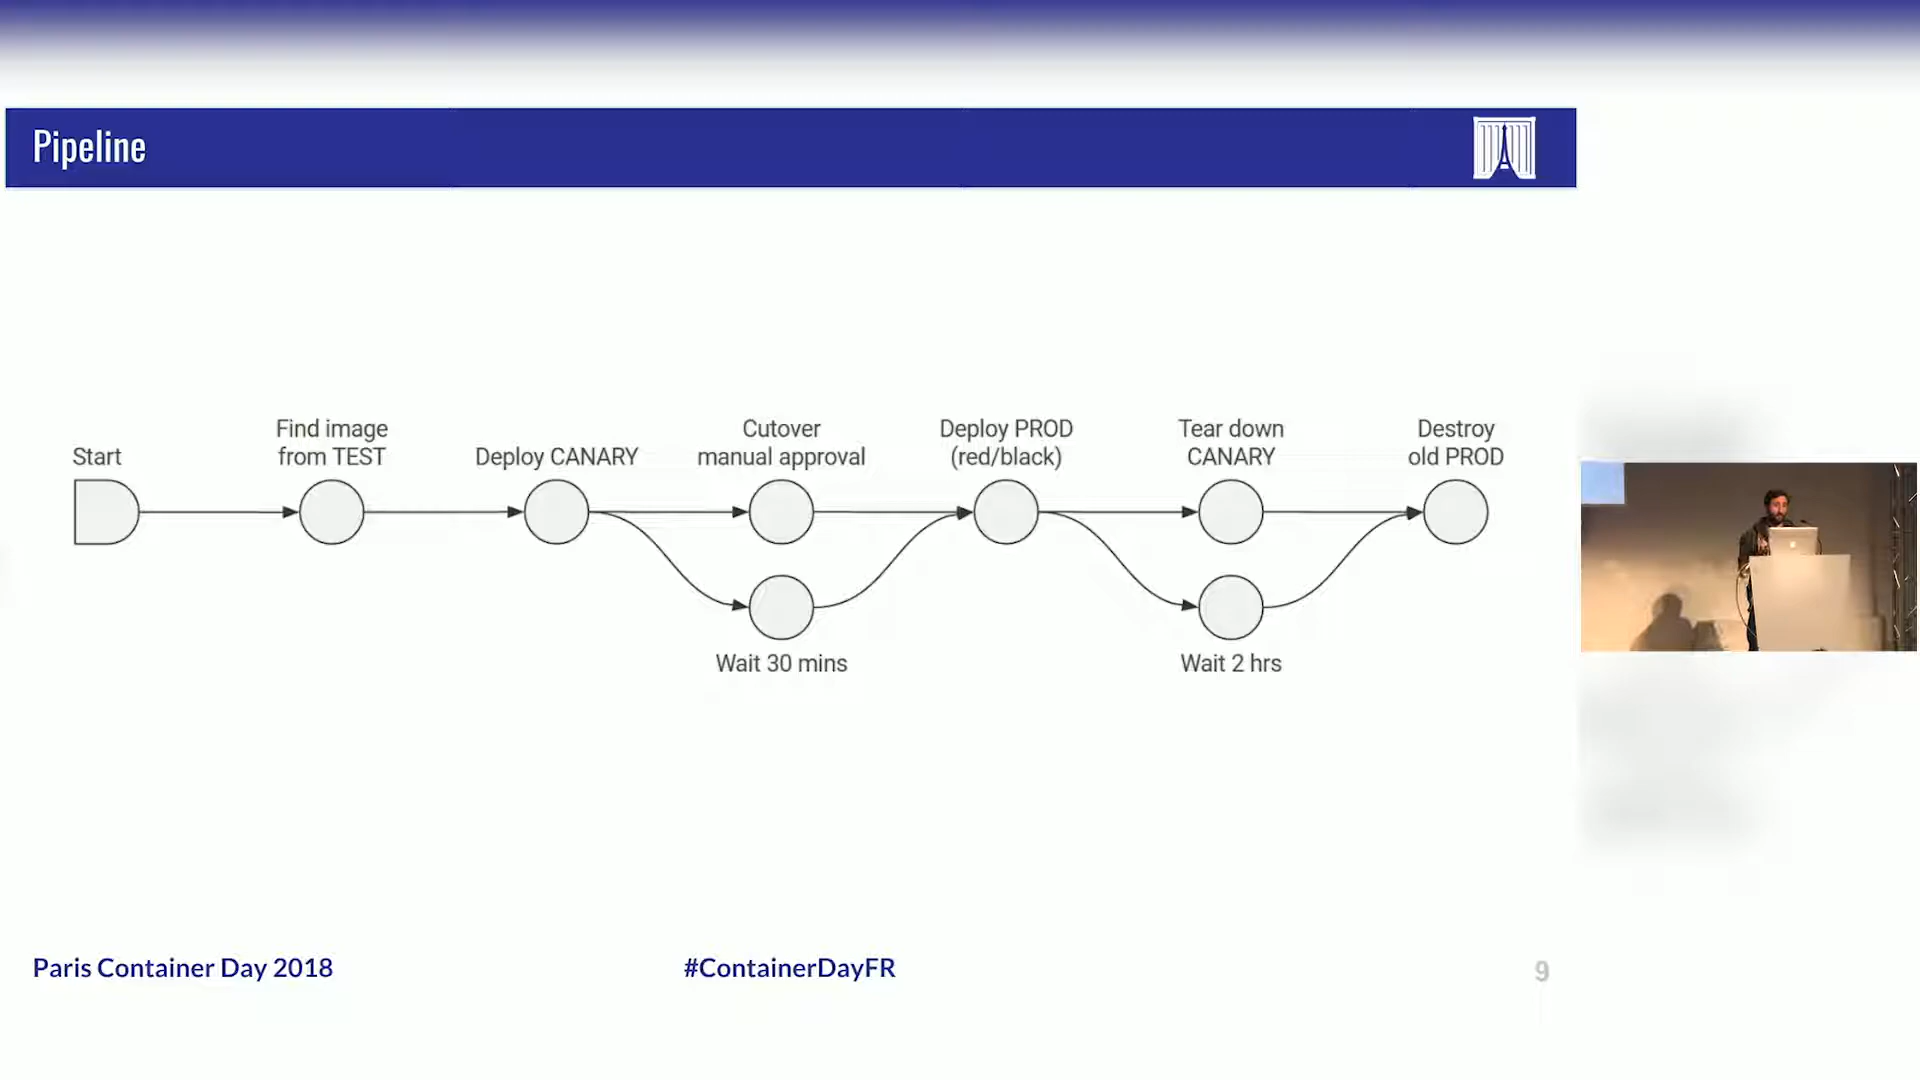 Pipeline
Start
Find image
from TEST
Deploy CANARY
Cutover
manual approval
Wait 30 mins
Deploy PROD
(red/black)
Tear down
CANARY
Wait 2 hrs
Destroy
old PROD
Paris Container Day 2018
#ContainerDayFR
9